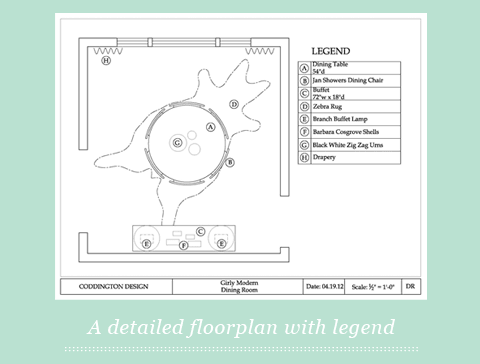 LEGEND
A Dining Table
54"d
B Jan Showers Dining Chair
C Buffet
72"w x 18"d
D Zebra Rug
E Branch Buffet Lamp
F Barbara Cosgrove Shells
G Black White Zig Zag Urns
H Drapery
H
D
A
G
B
C
E
F
E
CODDINGTON DESIGN
Girly Modern
Dining Room
Date: 04.19.12
Scale: ½" = 1'-0"
DR
A detailed floorplan with legend